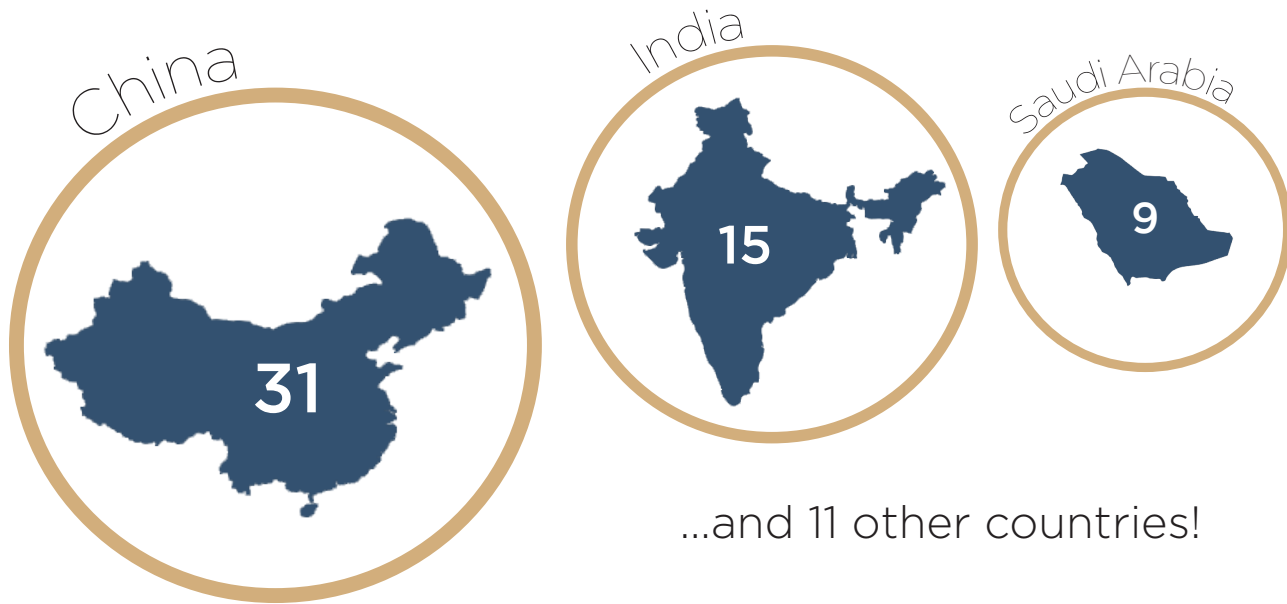 China
31
India
15
Saudi Arabia
9
...and 11 other countries!